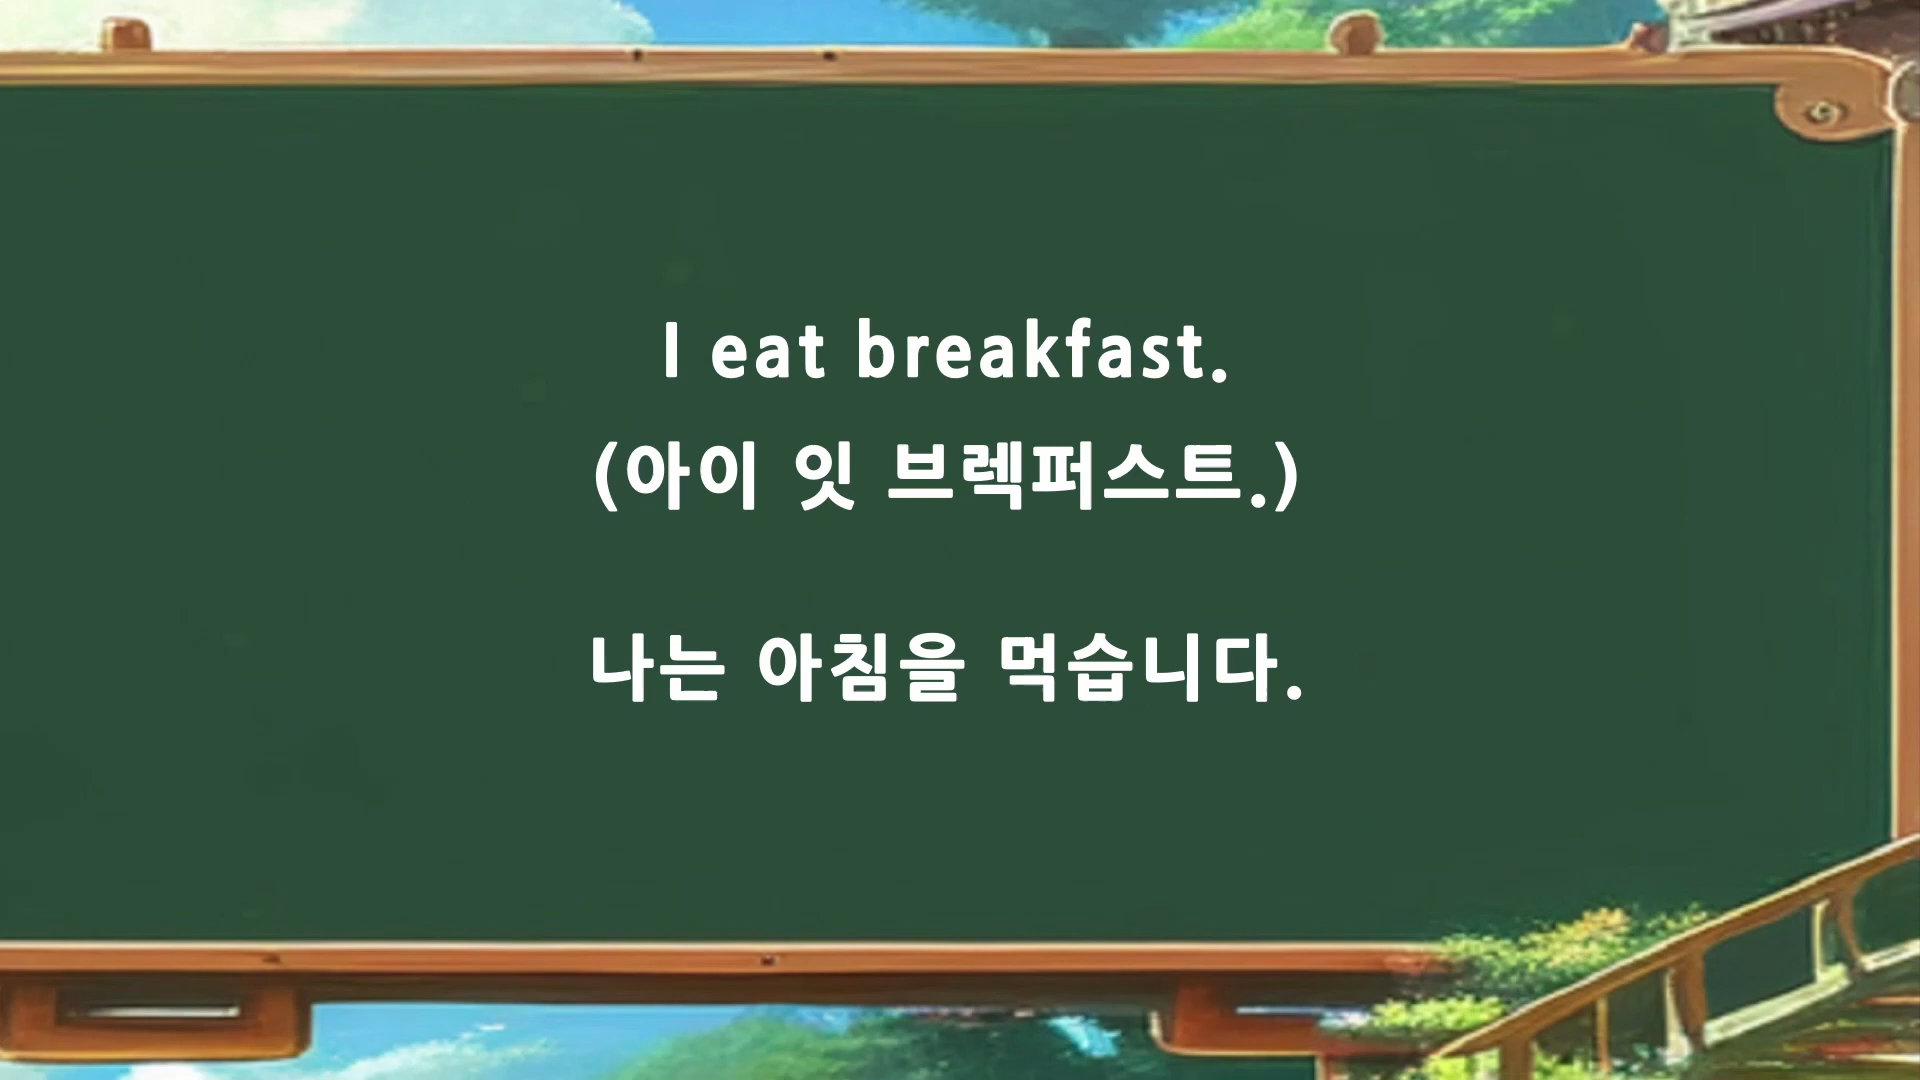 I eat breakfast.
(아이 잇 브렉퍼스트.)
나는 아침을 먹습니다.